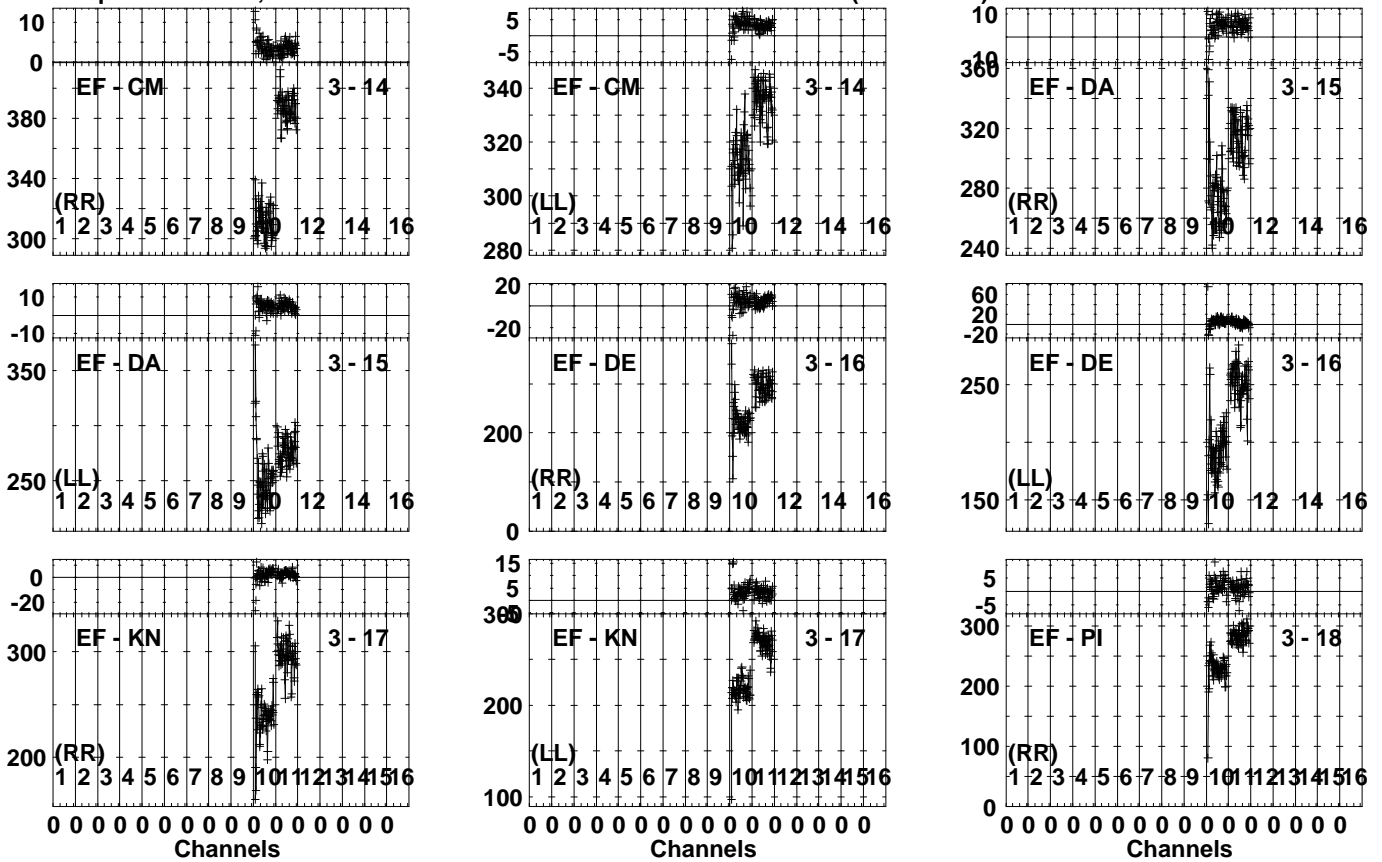 10 5 10
0 -5 -10
EF - CM 3 - 14 EF - CM 3 - 14 360 EF - DA 3 - 15
380 340 320
340 320 280
(RR) 300 (LL) (RR)
300 280 240
1 2 3 4 5 6 7 8 9 10 12 14 16 1 2 3 4 5 6 7 8 9 10 12 14 16 1 2 3 4 5 6 7 8 9 10 12 14 16
10 20 60
-10 -20 20
-20
EF - DA 3 - 15 EF - DE 3 - 16 EF - DE 3 - 16
350 200 250
250 (LL) (RR) (LL)
1 2 3 4 5 6 7 8 9 10 12 14 16 1 2 3 4 5 6 7 8 9 10 12 14 16 150 1 2 3 4 5 6 7 8 9 10 12 14 16
0
0 15 5
-20 5 -5
-5
300
EF - KN 3 - 17 EF - KN 3 - 17 EF - PI 3 - 18
300 200 300
200
200 (RR) (LL) 100 (RR)
1 2 3 4 5 6 7 8 9 10 11 12 13 14 15 16 1 2 3 4 5 6 7 8 9 10 11 12 13 14 15 16 1 2 3 4 5 6 7 8 9 10 11 12 13 14 15 16
100 0
0 0 0 0 0 0 0 0 0 0 0 0 0 0 0 0 0 0 0 0 0 0 0 0 0 0 0 0 0 0 0 0 0 0 0 0 0 0 0 0 0 0 0 0 0 0 0 0
Channels Channels Channels